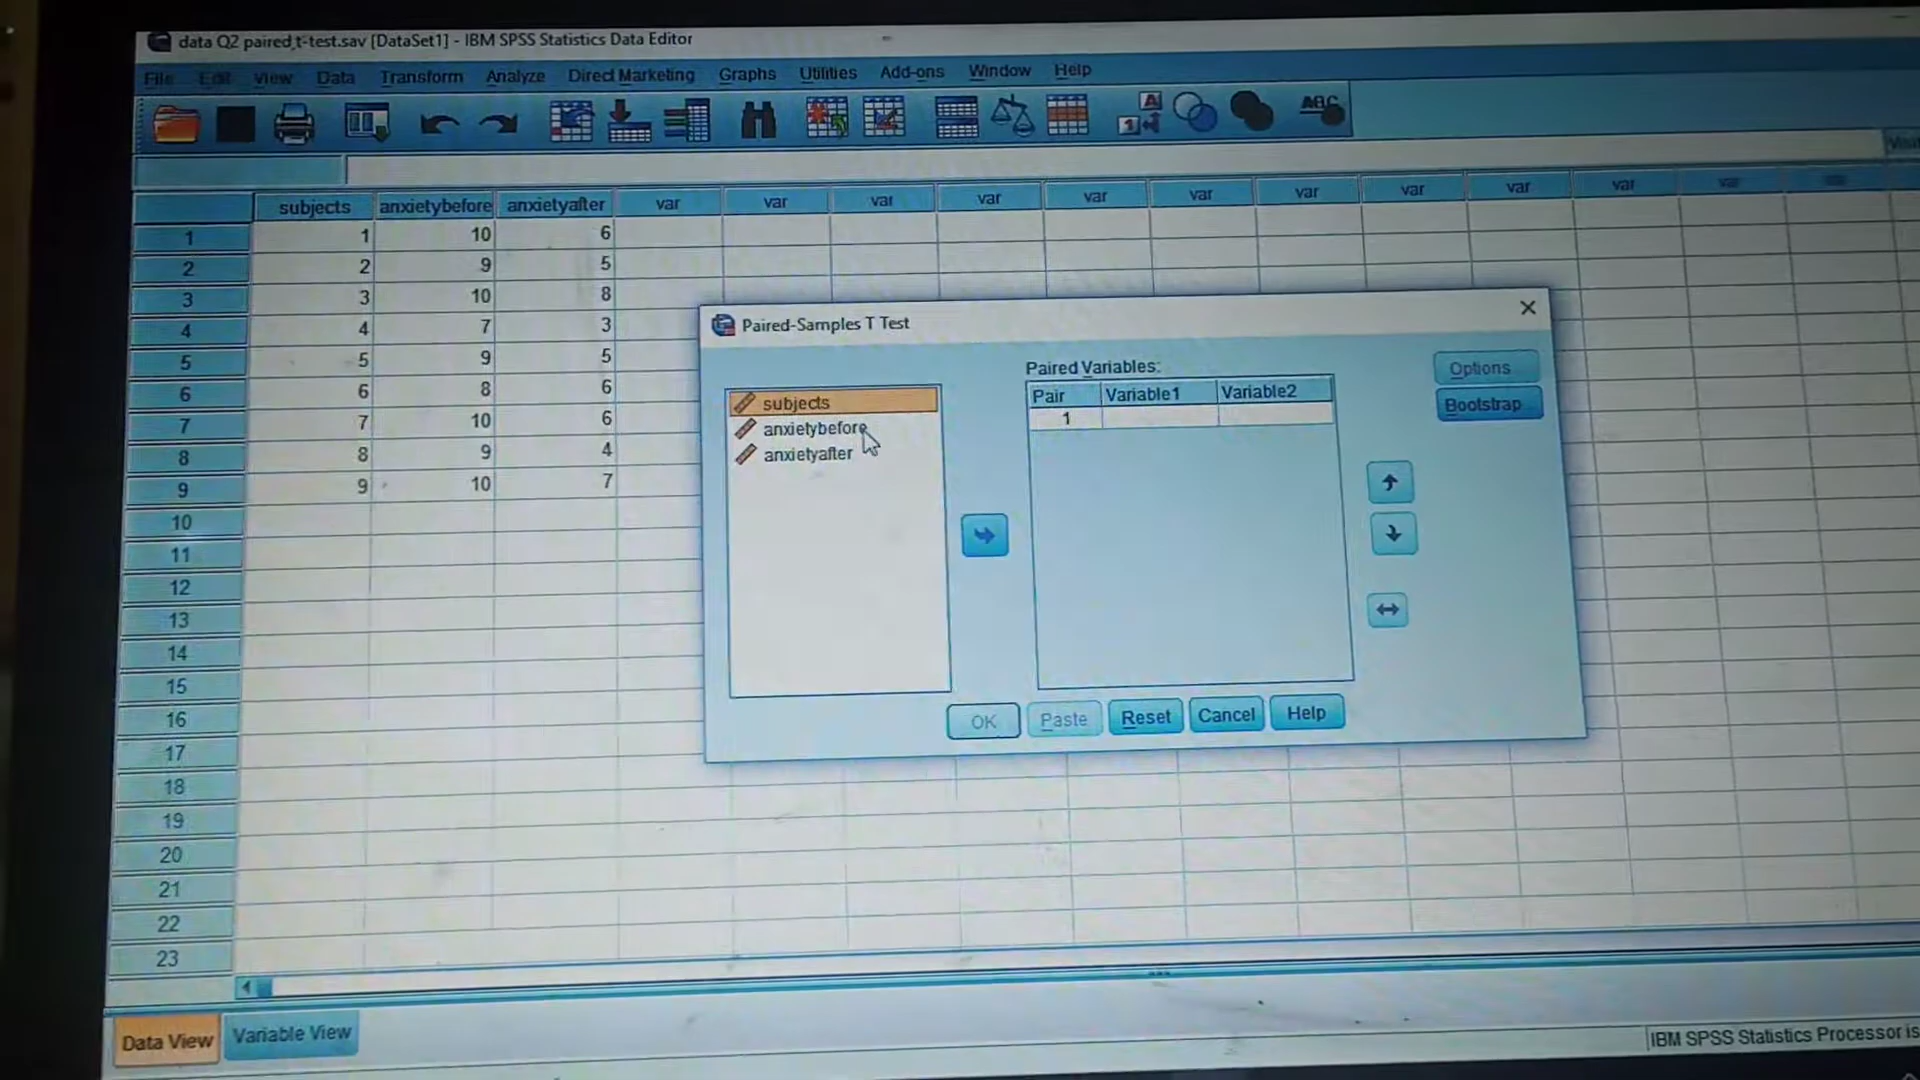 data Q2 paired t-test.sav [DataSet1] - IBM SPSS Statistics Data Editor
File Edit View Data Transform Analyze Direct Marketing Graphs Utilities Add-ons Window Help
A
1
ABC
subjects anxietybefore anxietyafter var var var var var var var var var var var
1 1 10 6
2 2 9 5
3 3 10 8
4 4 7 3
5 5 9 5
6 6 8 6
7 7 10 6
8 8 9 4
9 9 10 7
10
11
12
13
14
15
16
17
18
19
20
21
22
23
Paired-Samples T Test
subjects
anxietybefore
anxietyafter
Paired Variables:
Pair Variable1 Variable2
1
Options
Bootstrap
OK Paste Reset Cancel Help
Data View Variable View
IBM SPSS Statistics Processor is